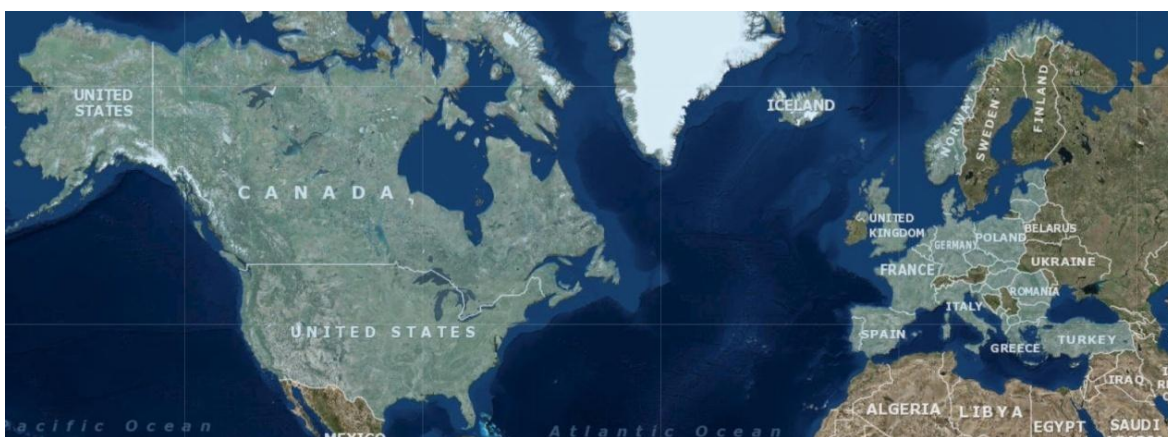 UNITED
STATES
CANADA
UNITED STATES
ICELAND
NORWAY
SWEDEN
FINLAND
UNITED
KINGDOM
GERMANY
POLAND
BELARUS
UKRAINE
FRANCE
ROMANIA
ITALY
SPAIN
GREECE
TURKEY
IRAQ
ALGERIA
LIBYA
EGYPT
SAUDI
acific Ocean
Atlantic Ocean
MEXICO